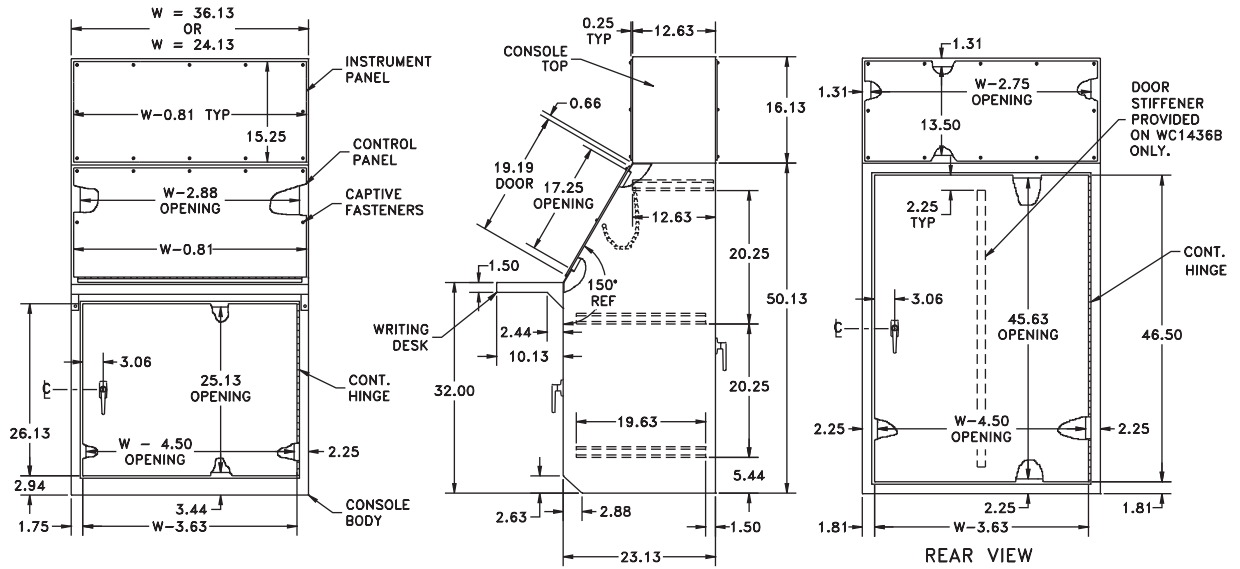 W = 36.13
OR
W = 24.13
INSTRUMENT
PANEL
W-0.81 TYP
15.25
CONTROL
PANEL
W-2.88
OPENING
CAPTIVE
FASTENERS
W-0.81
26.13
3.06
25.13
OPENING
CONT.
HINGE
W - 4.50
OPENING
2.25
2.94
3.44
CONSOLE
BODY
1.75
W-3.63
0.25
TYP
12.63
CONSOLE
TOP
0.66
16.13
19.19
DOOR
17.25
OPENING
12.63
1.50
150°
REF
20.25
50.13
WRITING
DESK
2.44
10.13
32.00
20.25
19.63
5.44
2.63
2.88
1.50
23.13
1.31
1.31
W-2.75
OPENING
13.50
DOOR
STIFFENER
PROVIDED
ON WC1436B
ONLY.
2.25
TYP
CONT.
HINGE
3.06
45.63
OPENING
46.50
W-4.50
OPENING
2.25
2.25
2.25
1.81
1.81
W-3.63
REAR VIEW